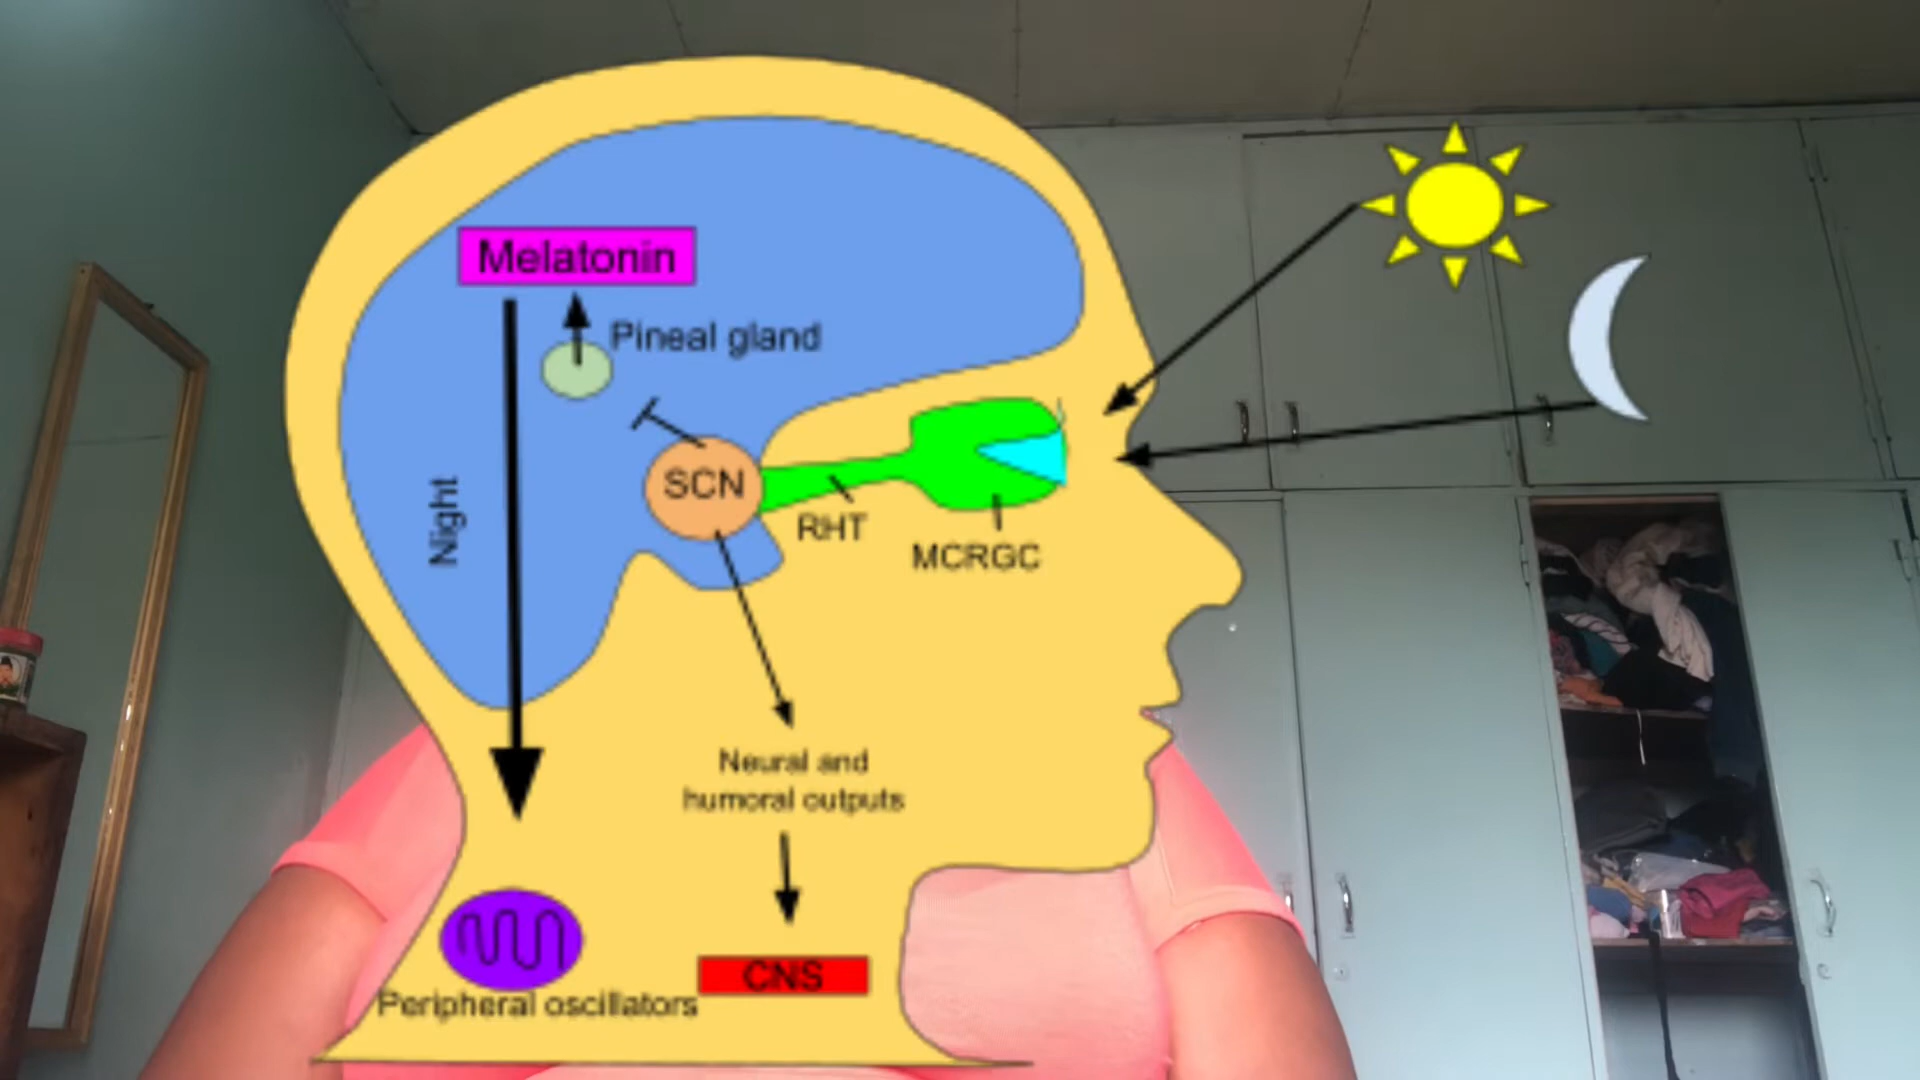 Melatonin
Pineal gland
Night
SCN
RHT
MCRGC
Neural and
humoral outputs
CNS
Peripheral oscillators